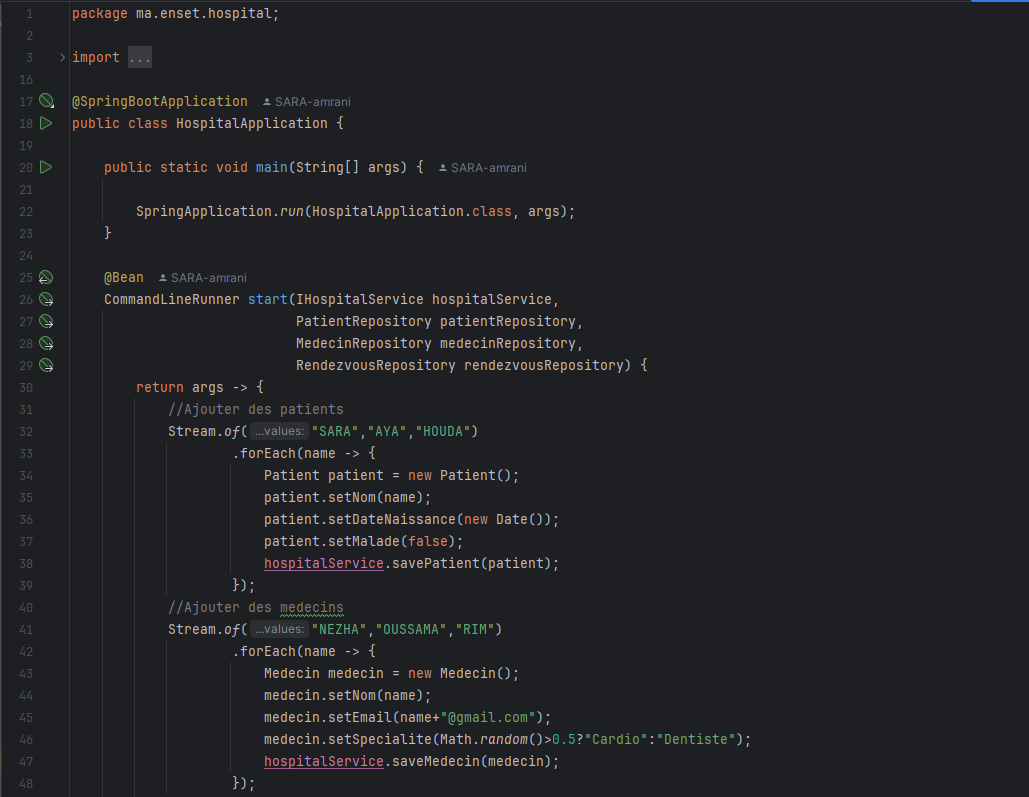 1 package ma.enset.hospital;
2
3 import ...
16
17 @SpringBootApplication SARA-amrani
18 public class HospitalApplication {
19
20 public static void main(String[] args) { SARA-amrani
21
22 SpringApplication.run(HospitalApplication.class, args);
23 }
24
25 @Bean SARA-amrani
26 CommandLineRunner start(IHospitalService hospitalService,
27 PatientRepository patientRepository,
28 MedecinRepository medecinRepository,
29 RendezvousRepository rendezvousRepository) {
30 return args -> {
31 //Ajouter des patients
32 Stream.of( ...values: "SARA","AYA","HOUDA")
33 .forEach(name -> {
34 Patient patient = new Patient();
35 patient.setNom(name);
36 patient.setDateNaissance(new Date());
37 patient.setMalade(false);
38 hospitalService.savePatient(patient);
39 });
40 //Ajouter des medecins
41 Stream.of( ...values: "NEZHA","OUSSAMA","RIM")
42 .forEach(name -> {
43 Medecin medecin = new Medecin();
44 medecin.setNom(name);
45 medecin.setEmail(name+"@gmail.com");
46 medecin.setSpecialite(Math.random()>0.5?"Cardio":"Dentiste");
47 hospitalService.saveMedecin(medecin);
48 });